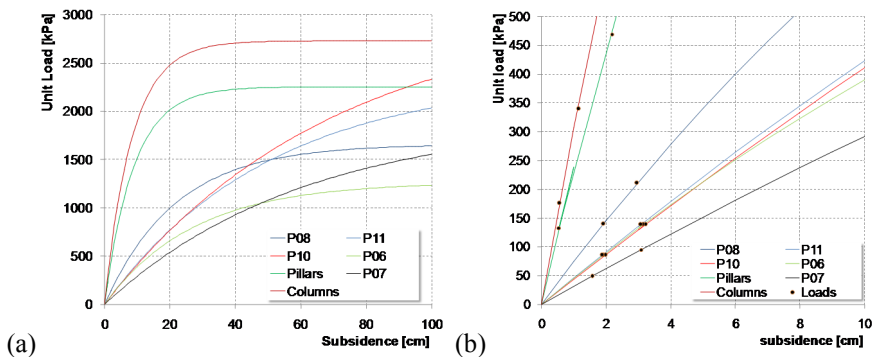 Unit Load [kPa]
3000
2500
2000
1500
1000
500
0
0 20 40 60 80 100
Subsidence [cm]
P08 P11
P10 P06
Pillars P07
Columns
(a)
Unit load [kPa]
500
450
400
350
300
250
200
150
100
50
0
0 2 4 6 8 10
subsidence [cm]
P08 P11
P10 P06
Pillars P07
Columns Loads
(b)